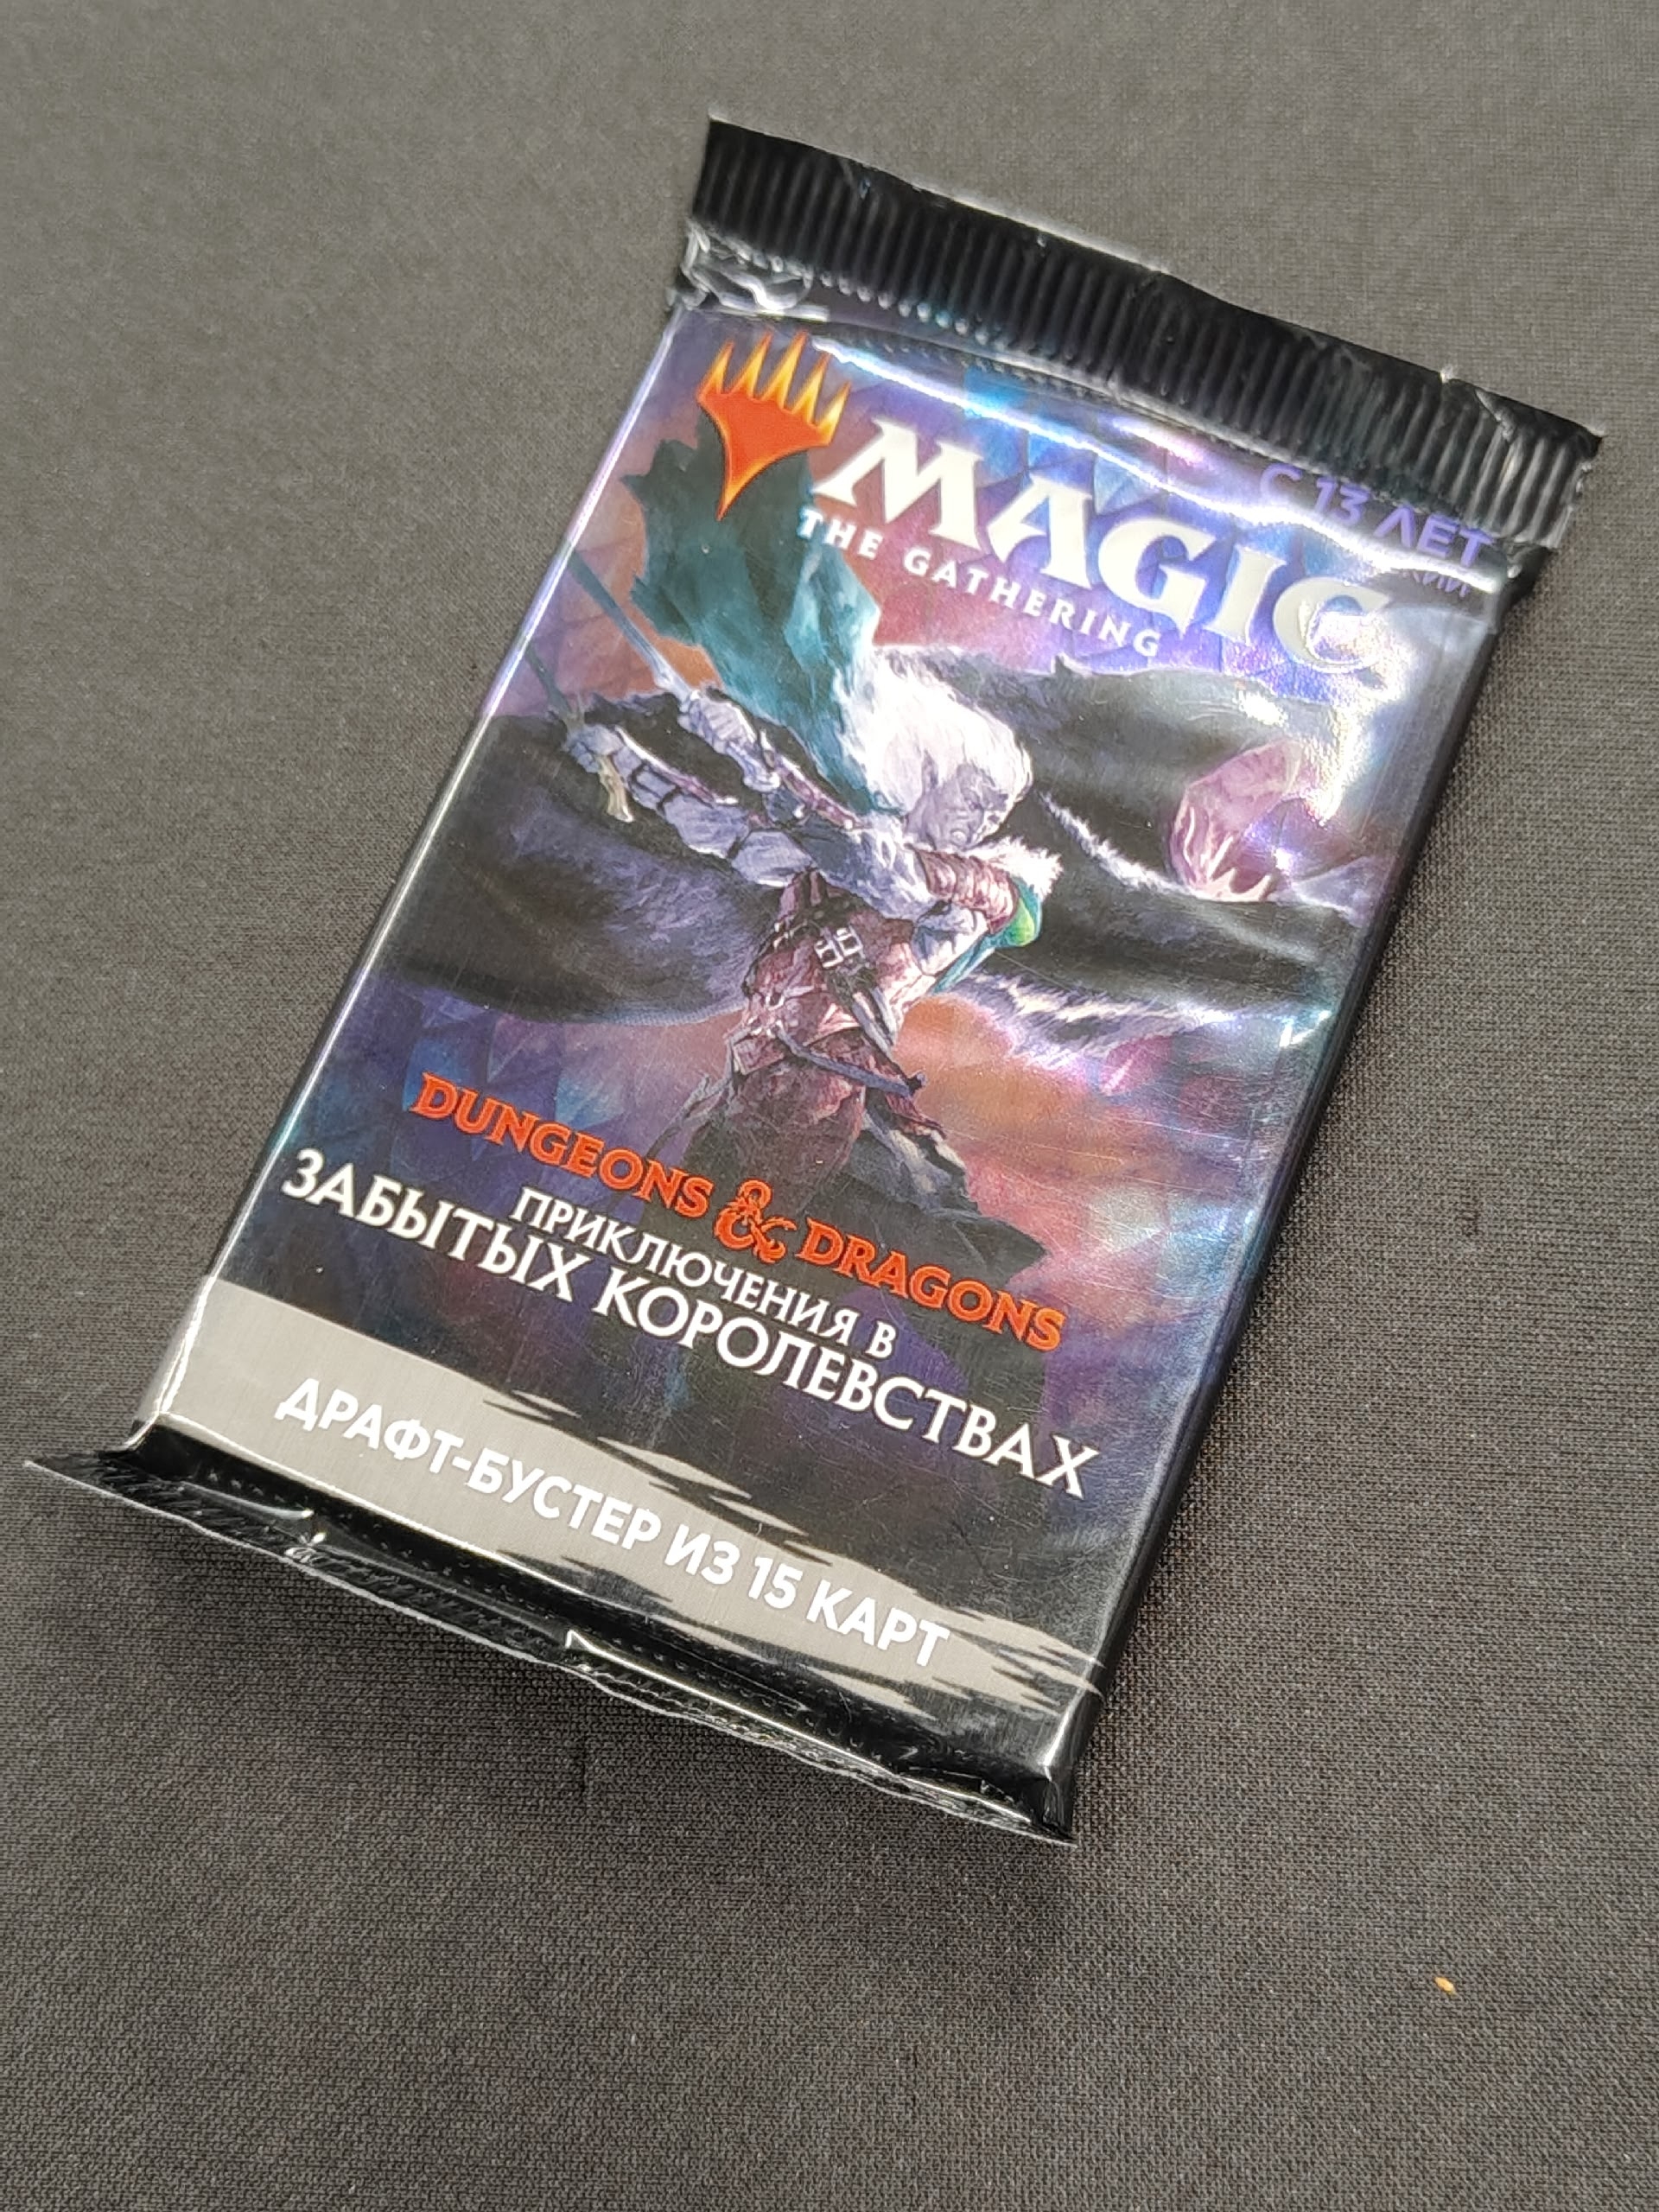 MAGIC
THE GATHERING
С 13 ЛЕТ
DUNGEONS & DRAGONS
ПРИКЛЮЧЕНИЯ В
ЗАБЫТЫХ КОРОЛЕВСТВАХ
ДРАФТ-БУСТЕР ИЗ 15 КАРТ